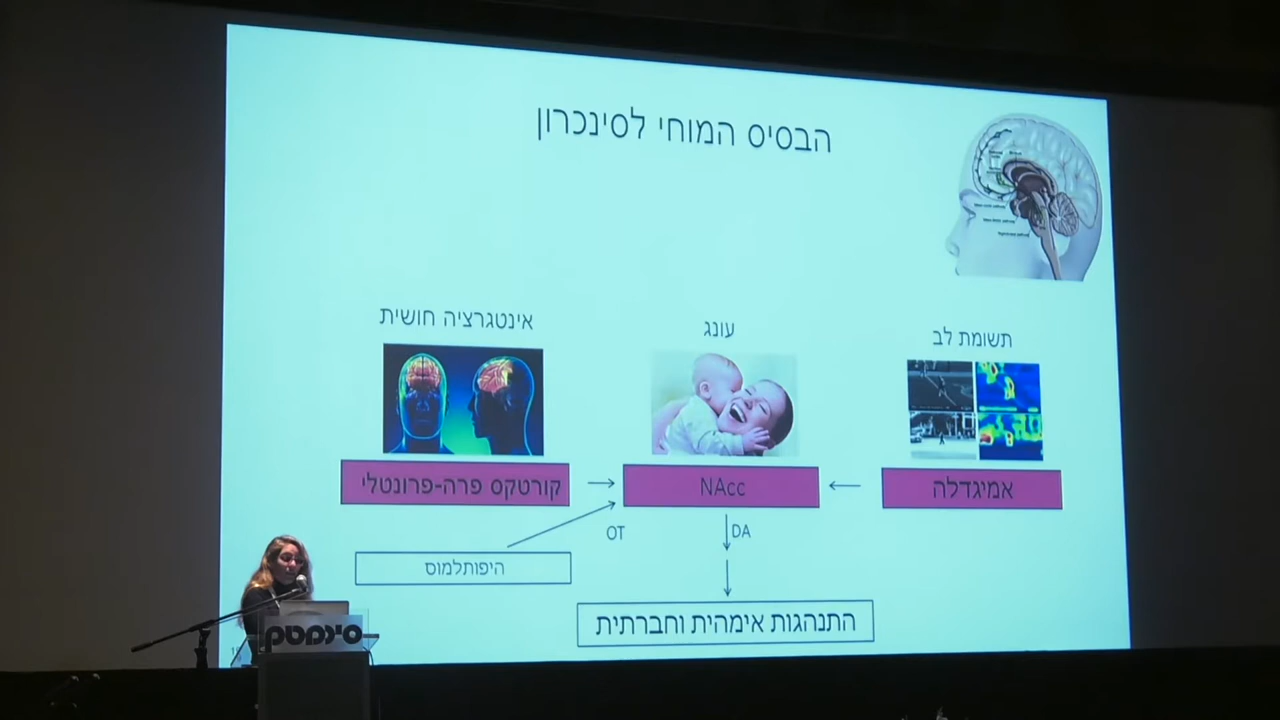 הבסיס המוחי לסינכרון
תשומת לב
עונג
אינטגרציה חושית
אמיגדלה
NAcc
קורטקס פרה-פרונטלי
DA
OT
היפותלמוס
התנהגות אימהית וחברתית
סינמטק